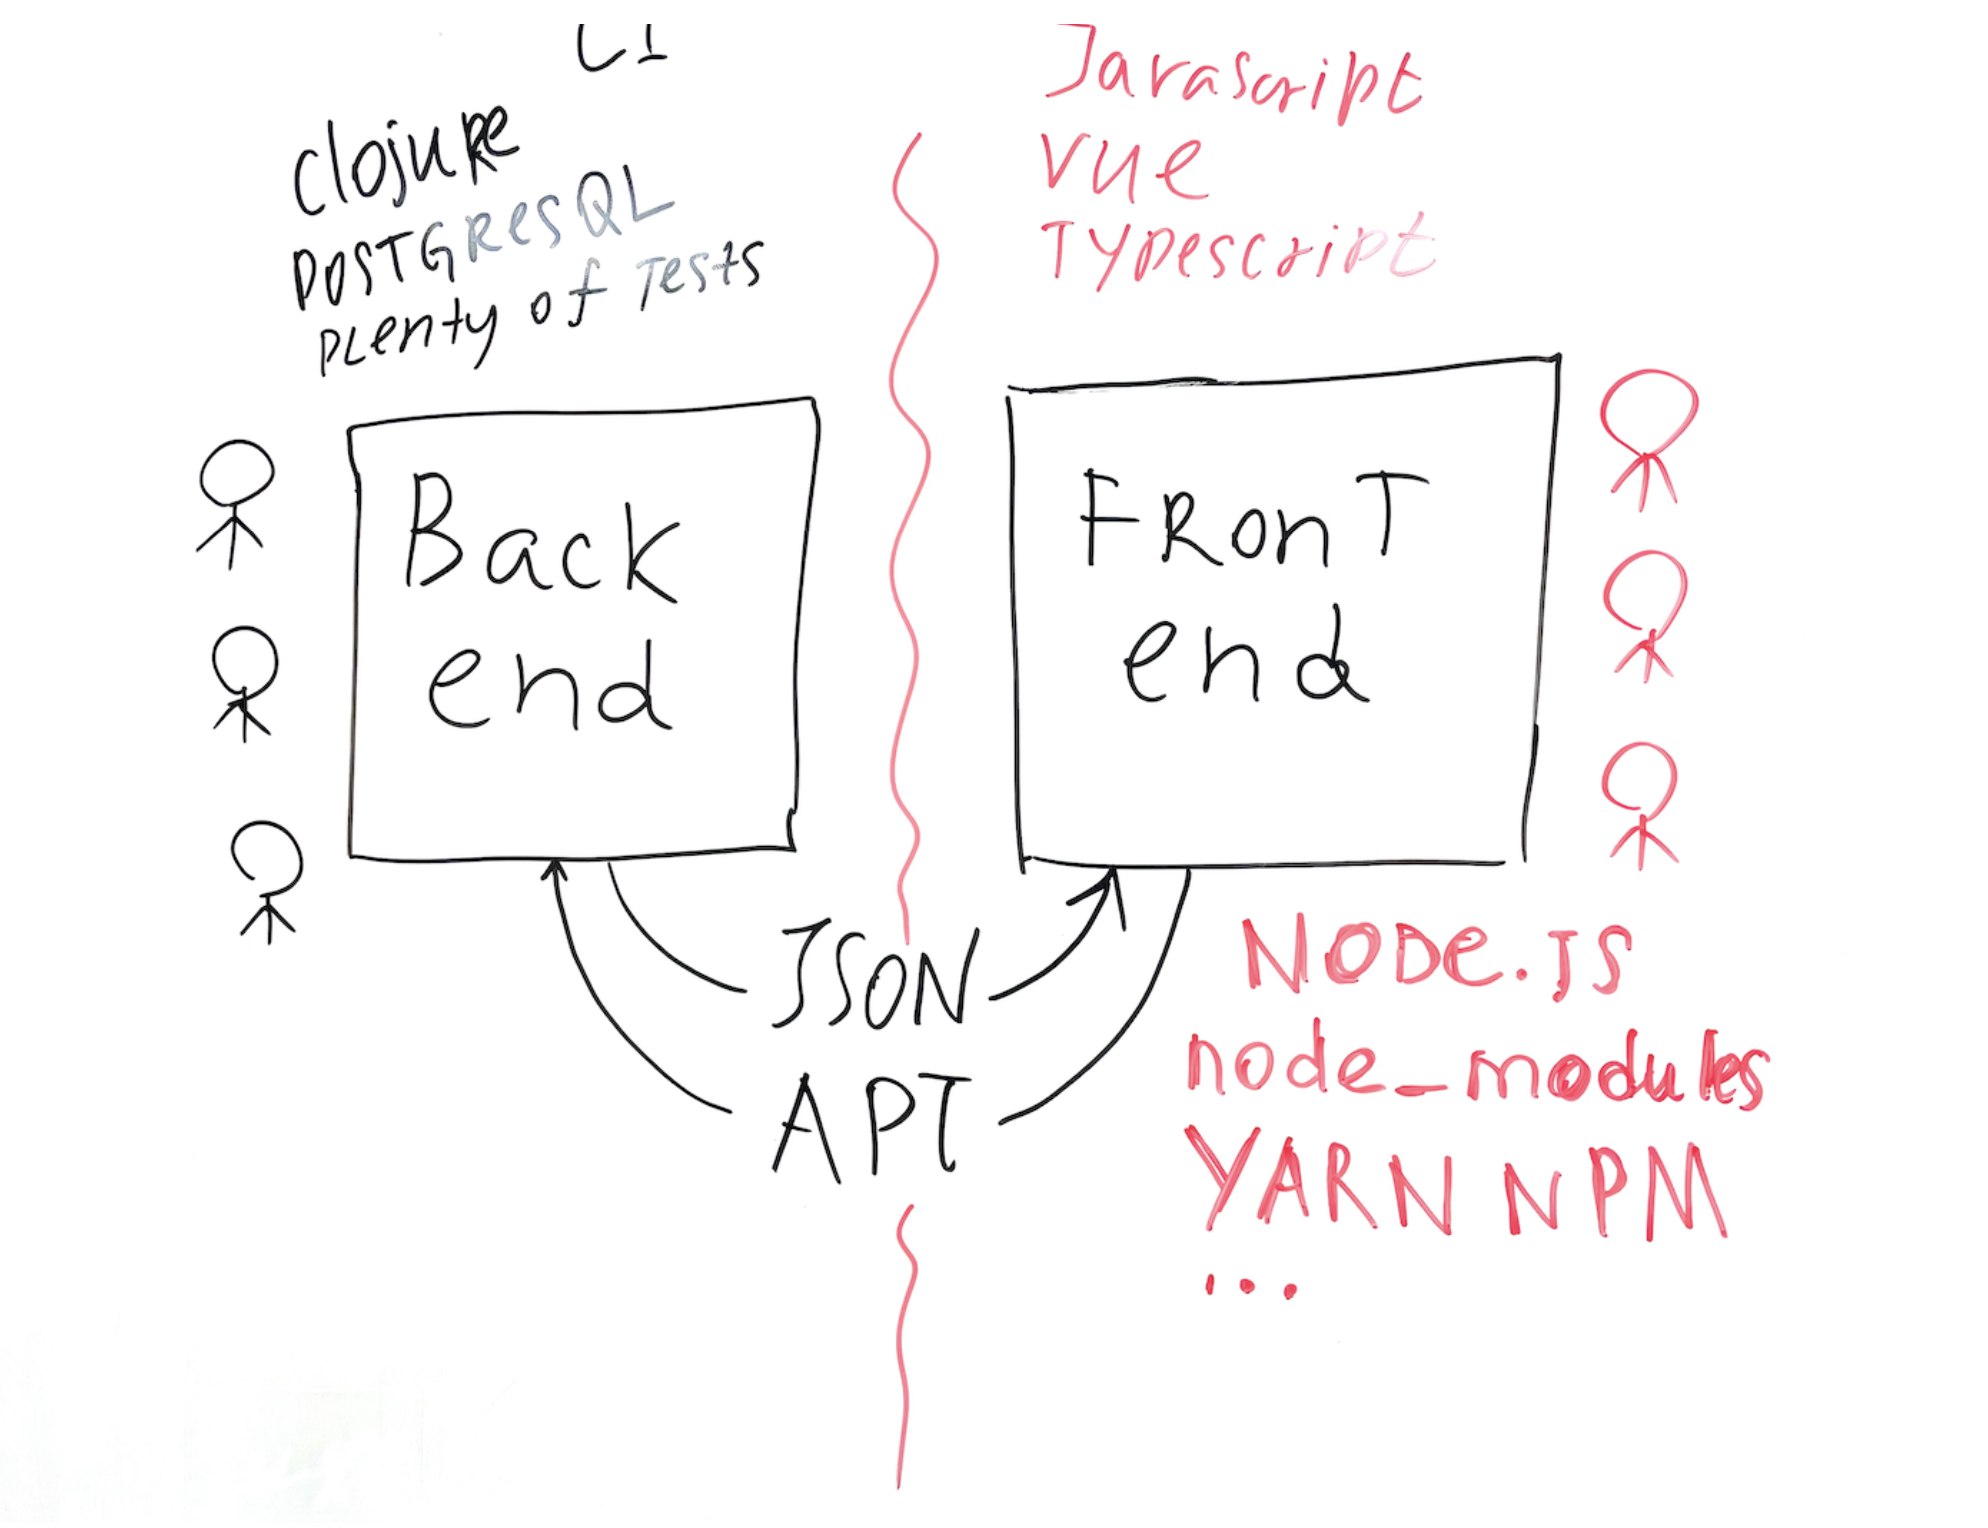 Clojure
PostgreSQL
Plenty of Tests
Javascript
Vue
Typescript
Back
end
Front
end
JSON
API
NODe.JS
node_modules
YARN NPM
...